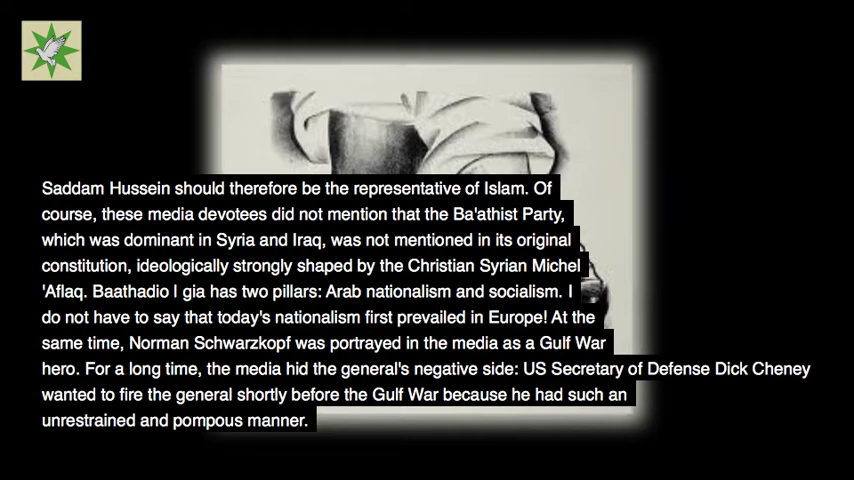 Saddam Hussein should therefore be the representative of Islam. Of
course, these media devotees did not mention that the Ba'athist Party,
which was dominant in Syria and Iraq, was not mentioned in its original
constitution, ideologically strongly shaped by the Christian Syrian Michel
'Aflaq. Baathadio l gia has two pillars: Arab nationalism and socialism. I
do not have to say that today's nationalism first prevailed in Europe! At the
same time, Norman Schwarzkopf was portrayed in the media as a Gulf War
hero. For a long time, the media hid the general's negative side: US Secretary of Defense Dick Cheney
wanted to fire the general shortly before the Gulf War because he had such an
unrestrained and pompous manner.